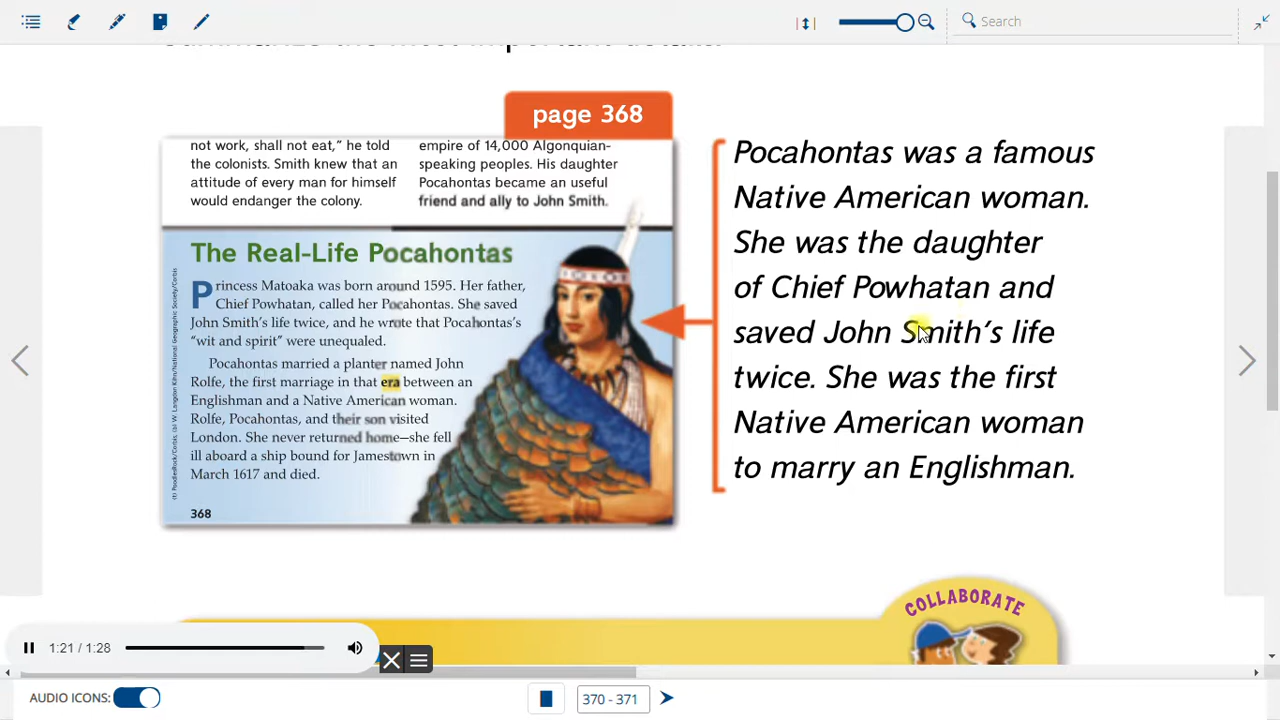 Search
page 368
not work, shall not eat,” he told
the colonists. Smith knew that an
attitude of every man for himself
would endanger the colony.
empire of 14,000 Algonquian-
speaking peoples. His daughter
Pocahontas became an useful
friend and ally to John Smith.
The Real-Life Pocahontas
Princess Matoaka was born around 1595. Her father,
Chief Powhatan, called her Pocahontas. She saved
John Smith’s life twice, and he wrote that Pocahontas’s
“wit and spirit” were unequaled.
Pocahontas married a planter named John
Rolfe, the first marriage in that era between an
Englishman and a Native American woman.
Rolfe, Pocahontas, and their son visited
London. She never returned home—she fell
ill aboard a ship bound for Jamestown in
March 1617 and died.
368
Pocahontas was a famous
Native American woman.
She was the daughter
of Chief Powhatan and
saved John Smith’s life
twice. She was the first
Native American woman
to marry an Englishman.
COLLABORATE
1:21 / 1:28
AUDIO ICONS:
370 - 371